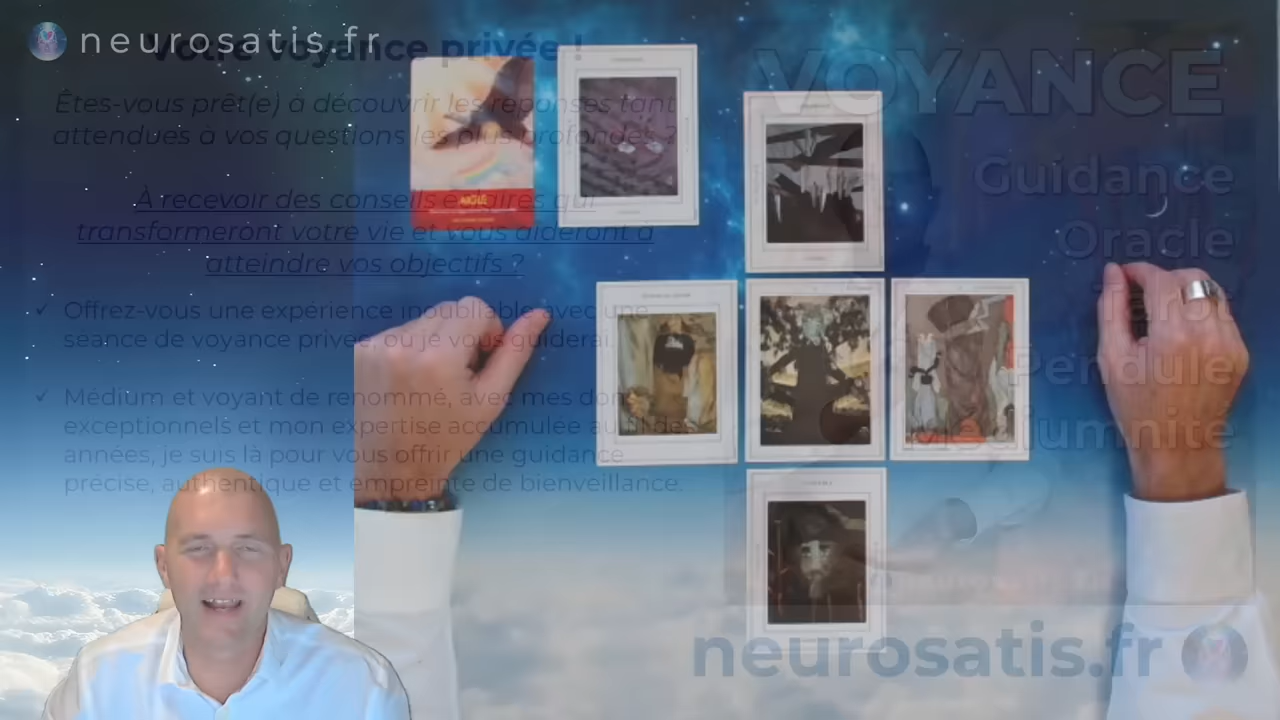 neurosatis.fr
Votre voyance privée !
Êtes-vous prêt(e) à découvrir les réponses tant
attendues à vos questions les plus profondes ?
À recevoir des conseils éclairés qui
transformeront votre vie et vous aideront à
atteindre vos objectifs ?
✓ Offrez-vous une expérience inoubliable avec une
séance de voyance privée où je vous guiderai.
✓ Médium et voyant de renommé, avec mes dons
exceptionnels et mon expertise accumulée au fil des
années, je suis là pour vous offrir une guidance
précise, authentique et empreinte de bienveillance.
AIGLE
VOYANCE
Guidance
Oracle
Tarot
Pendule
Médiumnité
neurosatis.fr